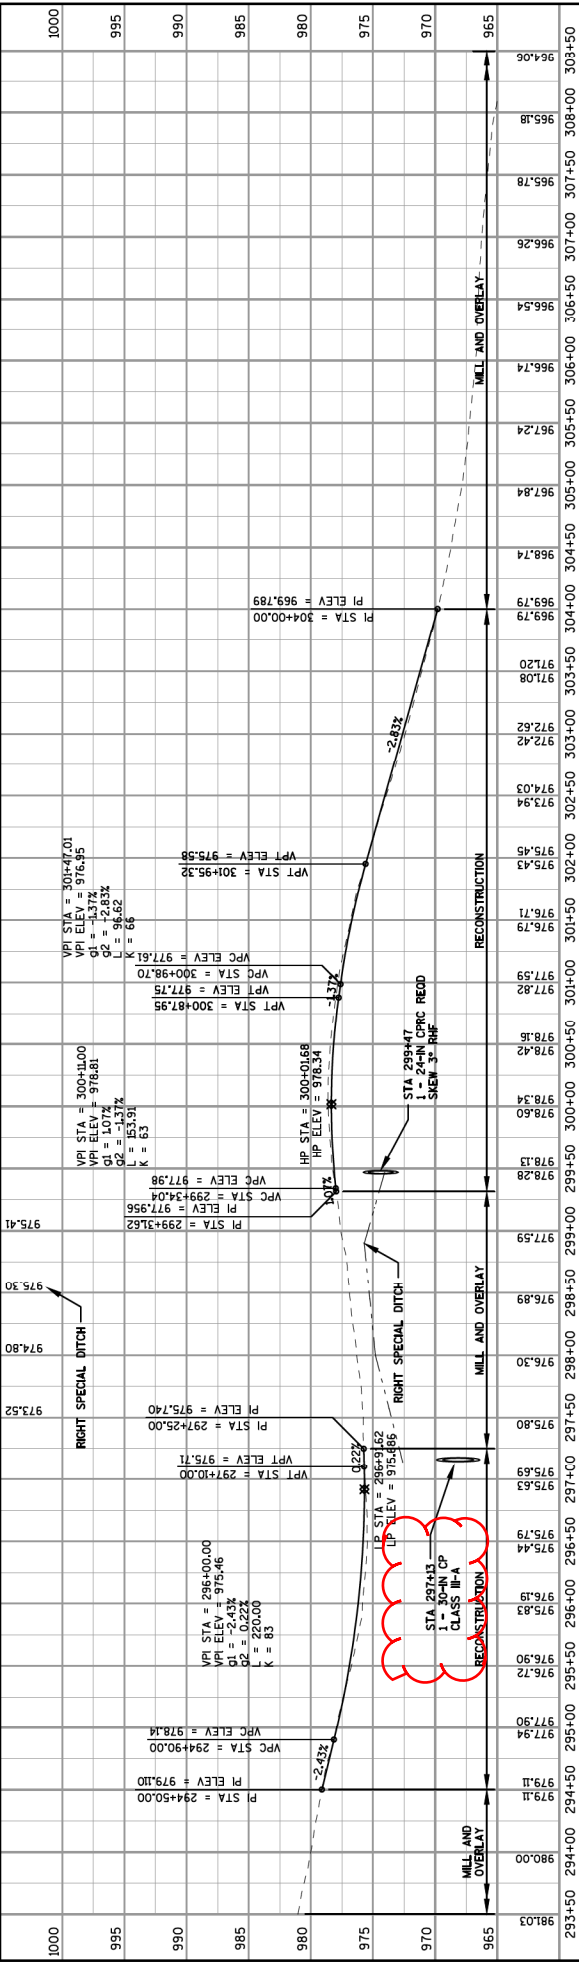 973.52
974.80
975.30
975.41
RIGHT SPECIAL DITCH
1000
995
990
985
980
975
970
965
PI STA = 294+50.00
PI ELEV = 979.110
VPC STA = 294+90.00
VPC ELEV = 978.14
-2.43%
VPI STA = 296+00.00
VPI ELEV = 975.46
g1 = -2.43%
g2 = 0.22%
L = 220.00
K = 83
LP STA = 296+91.62
LP ELEV = 975.686
VPT STA = 297+10.00
VPT ELEV = 975.71
0.22%
PI STA = 297+25.00
PI ELEV = 975.740
STA 297+13
1 - 30-IN CP
CLASS III-A
RIGHT SPECIAL DITCH
PI STA = 299+31.62
PI ELEV = 977.956
VPC STA = 299+34.04
VPC ELEV = 977.98
1.07%
VPI STA = 300+11.00
VPI ELEV = 978.81
g1 = 1.07%
g2 = -1.37%
L = 153.91
K = 63
HP STA = 300+01.68
HP ELEV = 978.34
STA 299+47
1 - 24-IN CPRC REQD
SKEW 3° RHF
VPT STA = 300+87.95
VPT ELEV = 977.75
VPC STA = 300+98.70
VPC ELEV = 977.61
-1.37%
VPI STA = 301+47.01
VPI ELEV = 976.95
g1 = -1.37%
g2 = -2.83%
L = 96.62
K = 66
VPT STA = 301+95.32
VPT ELEV = 975.58
-2.83%
PI STA = 304+00.00
PI ELEV = 969.789
1000
995
990
985
980
975
970
965
MILL AND
OVERLAY
RECONSTRUCTION
MILL AND OVERLAY
RECONSTRUCTION
MILL AND OVERLAY
981.03
980.00
979.11
979.11
977.90
977.94
976.90
976.72
976.19
975.83
975.79
975.44
975.69
975.63
975.80
976.30
976.89
977.59
978.13
978.28
978.34
978.60
978.16
978.42
977.59
977.82
976.71
976.79
975.45
975.43
974.03
973.94
972.62
972.42
971.20
971.08
969.79
969.79
968.74
967.84
967.24
966.74
966.54
966.26
965.78
965.18
964.06
293+50
294+00
294+50
295+00
295+50
296+00
296+50
297+00
297+50
298+00
298+50
299+00
299+50
300+00
300+50
301+00
301+50
302+00
302+50
303+00
303+50
304+00
304+50
305+00
305+50
306+00
306+50
307+00
307+50
308+00
303+50